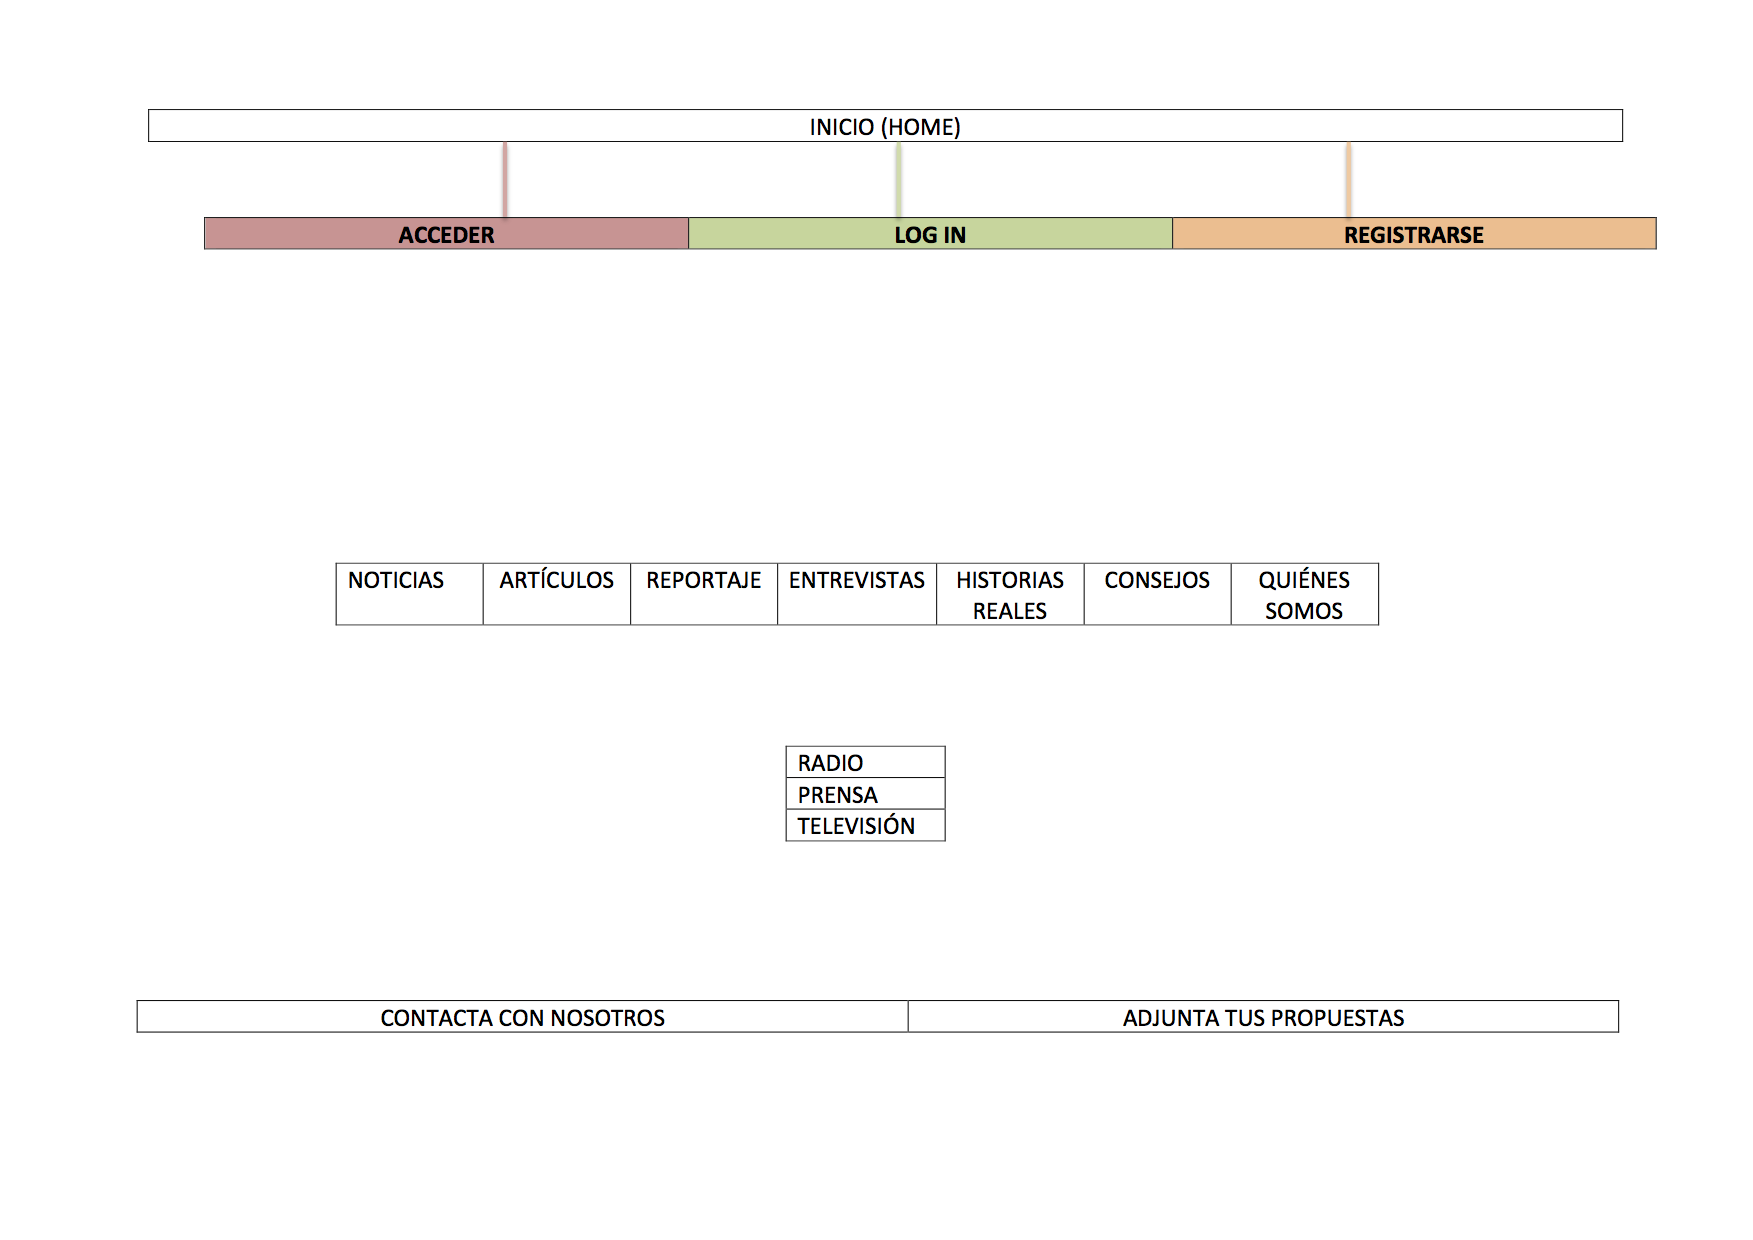 INICIO (HOME)
ACCEDER LOG IN REGISTRARSE
NOTICIAS ARTÍCULOS REPORTAJE ENTREVISTAS HISTORIAS REALES CONSEJOS QUIÉNES SOMOS
RADIO
PRENSA
TELEVISIÓN
CONTACTA CON NOSOTROS ADJUNTA TUS PROPUESTAS